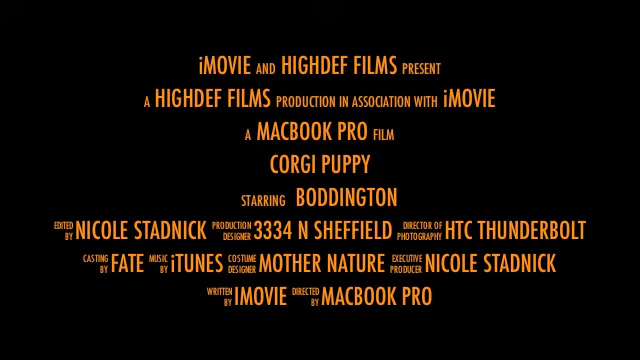 iMOVIE AND HIGHDEF FILMS PRESENT
A HIGHDEF FILMS PRODUCTION IN ASSOCIATION WITH iMOVIE
A MACBOOK PRO FILM
CORGI PUPPY
STARRING BODDINGTON
EDITED BY NICOLE STADNICK PRODUCTION DESIGNER 3334 N SHEFFIELD DIRECTOR OF PHOTOGRAPHY HTC THUNDERBOLT
CASTING BY FATE MUSIC BY iTUNES COSTUME DESIGNER MOTHER NATURE EXECUTIVE PRODUCER NICOLE STADNICK
WRITTEN BY IMOVIE DIRECTED BY MACBOOK PRO